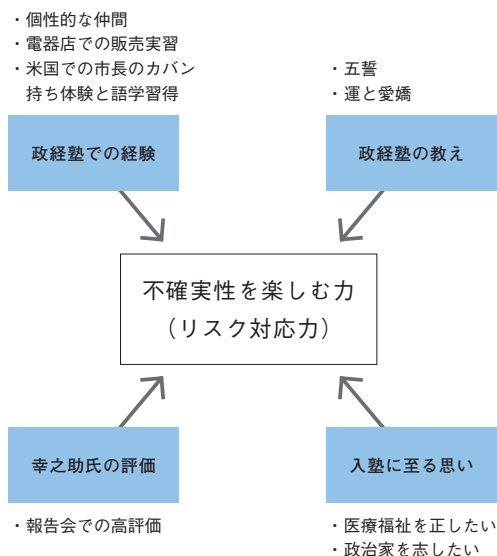 ・個性的な仲間
・電器店での販売実習
・米国での市長のカバン
持ち体験と語学習得
政経塾での経験
・五誓
・運と愛嬌
政経塾の教え
不確実性を楽しむ力
（リスク対応力）
幸之助氏の評価
・報告会での高評価
入塾に至る思い
・医療福祉を正したい
・政治家を志したい